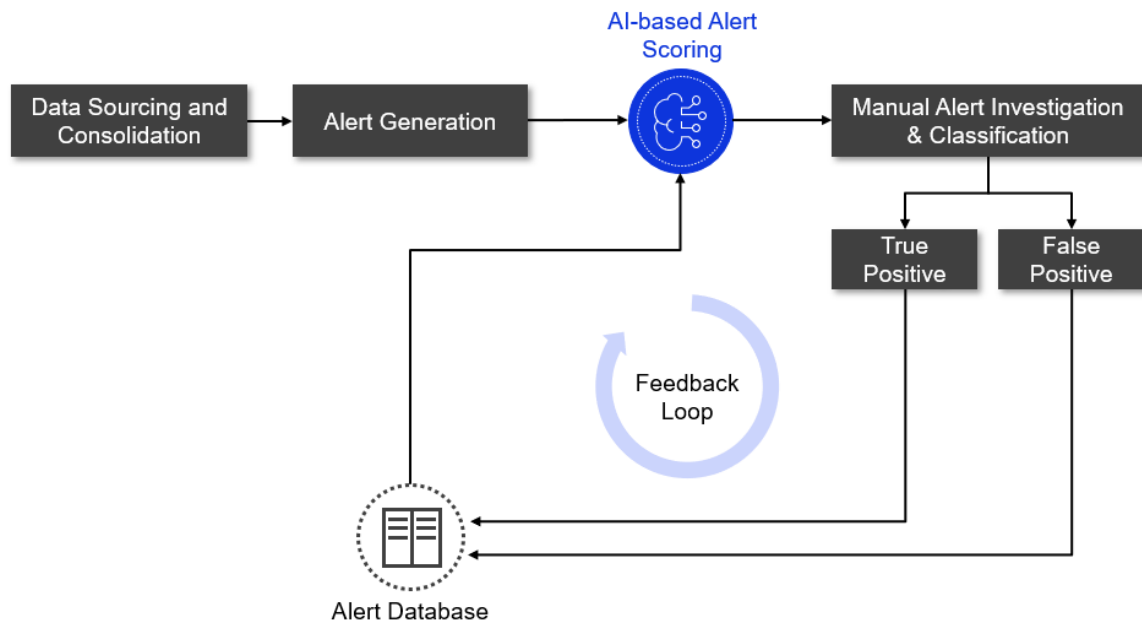 AI-based Alert
Scoring
Data Sourcing and
Consolidation
Alert Generation
Manual Alert Investigation
& Classification
True
Positive
False
Positive
Feedback
Loop
Alert Database